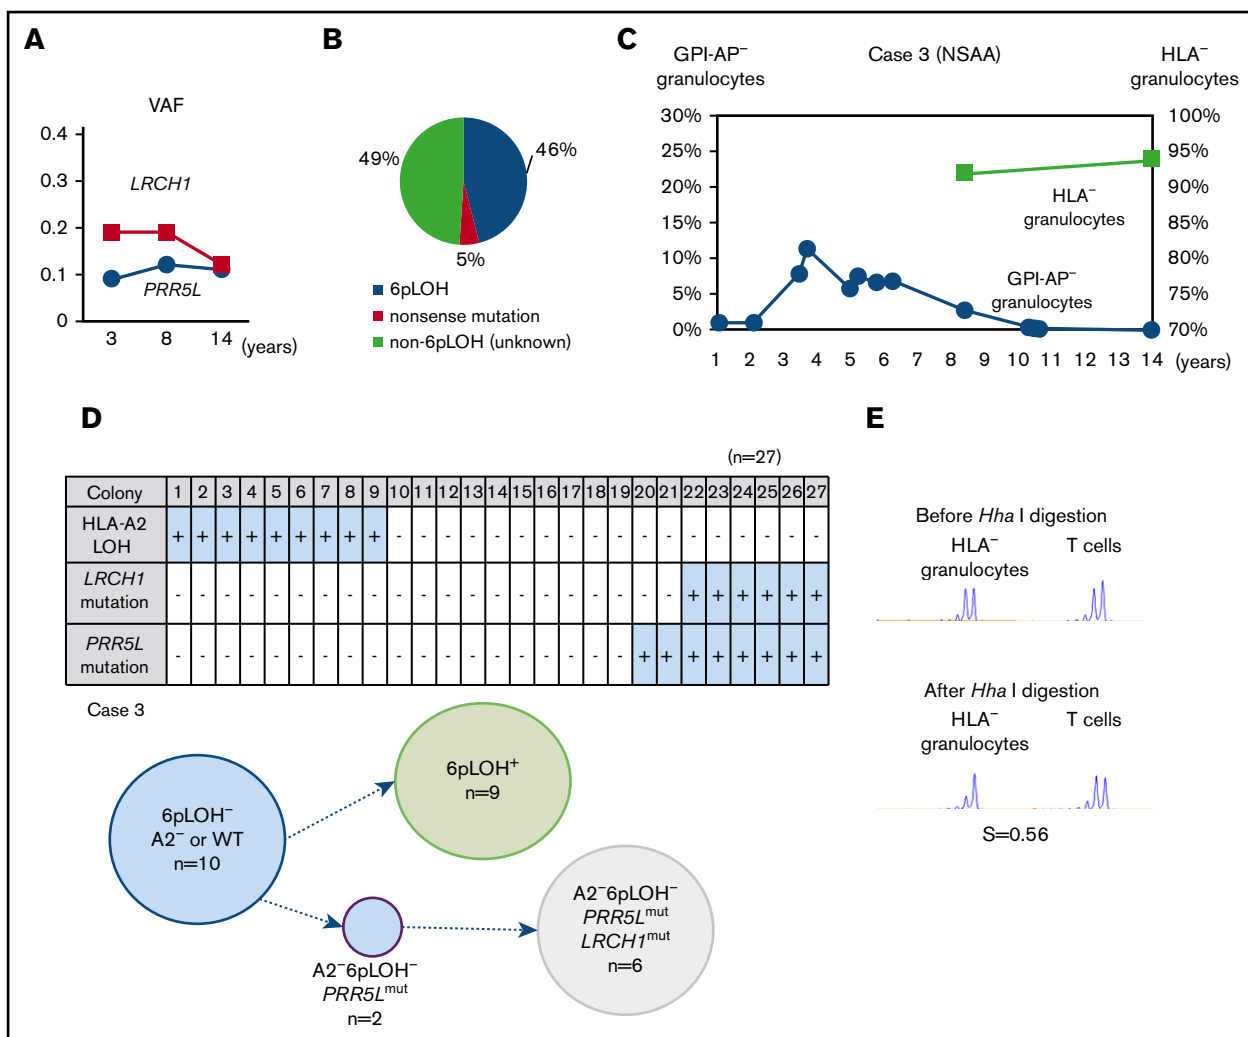 A
VAF
0.4
0.3
0.2
0.1
0
LRCH1
PRR5L
3 8 14 (years)
B
49%
46%
5%
6pLOH
nonsense mutation
non-6pLOH (unknown)
C
GPI-AP⁻
granulocytes
Case 3 (NSAA)
HLA⁻
granulocytes
30%
25%
20%
15%
10%
5%
0%
100%
95%
90%
85%
80%
75%
70%
HLA⁻
granulocytes
GPI-AP⁻
granulocytes
1 2 3 4 5 6 7 8 9 10 11 12 13 14 (years)
D
(n=27)
Colony 1 2 3 4 5 6 7 8 9 10 11 12 13 14 15 16 17 18 19 20 21 22 23 24 25 26 27
HLA-A2
LOH + + + + + + + + + - - - - - - - - - - - - - - - - - -
LRCH1
mutation - - - - - - - - - - - - - - - - - - - - - + + + + + +
PRR5L
mutation - - - - - - - - - - - - - - - - - - - + + + + + + + +
Case 3
6pLOH⁻
A2⁻ or WT
n=10
6pLOH⁺
n=9
A2⁻6pLOH⁻
PRR5Lᵐᵘᵗ
n=2
A2⁻6pLOH⁻
PRR5Lᵐᵘᵗ
LRCH1ᵐᵘᵗ
n=6
E
Before Hha I digestion
HLA⁻
granulocytes
T cells
After Hha I digestion
HLA⁻
granulocytes
T cells
S=0.56